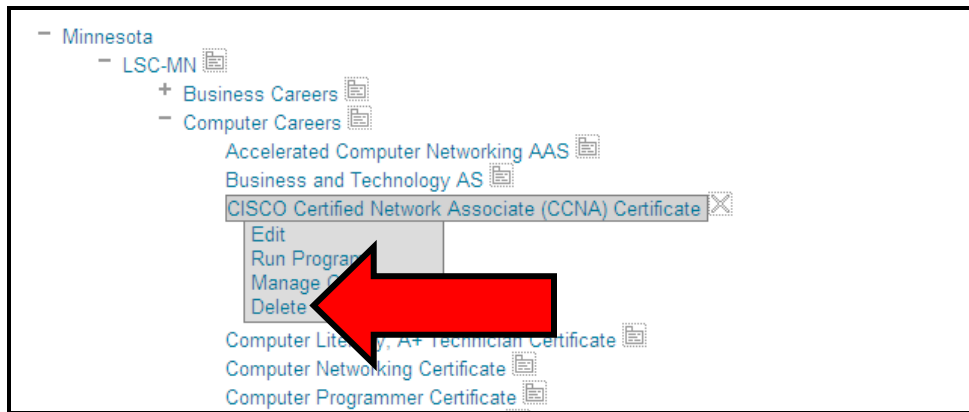 − Minnesota
− LSC-MN
+ Business Careers
− Computer Careers
Accelerated Computer Networking AAS
Business and Technology AS
CISCO Certified Network Associate (CCNA) Certificate
Edit
Run Program
Manage
Delete
Computer A+ Technician Certificate
Computer Networking Certificate
Computer Programmer Certificate